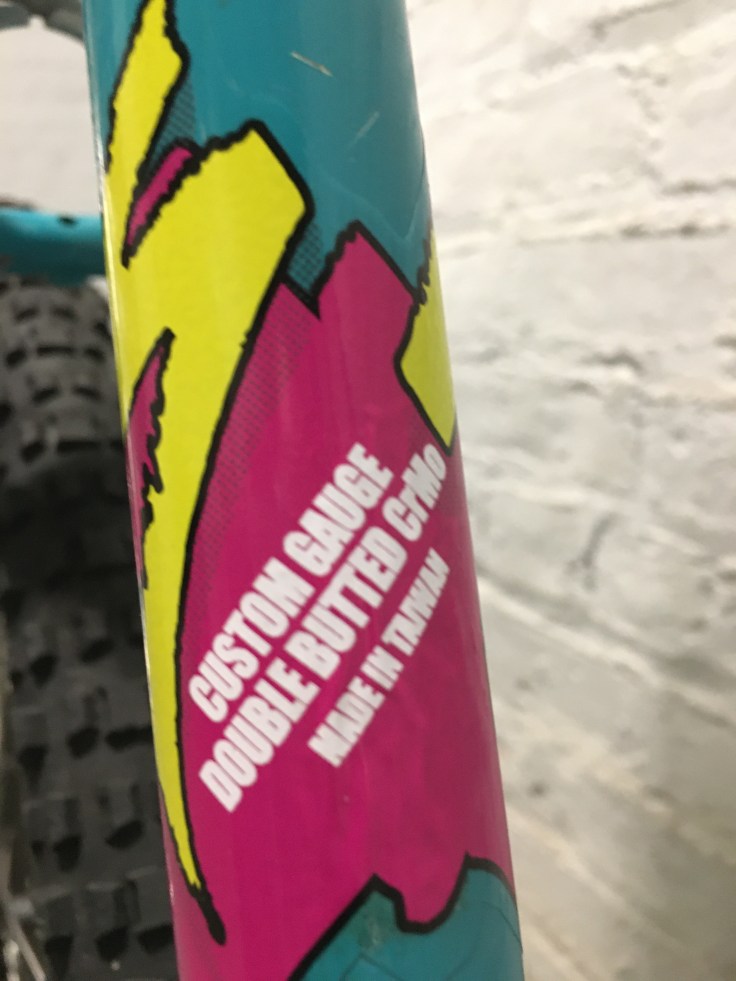 CUSTOM GAUGE
DOUBLE BUTTED CrMo
MADE IN TAIWAN